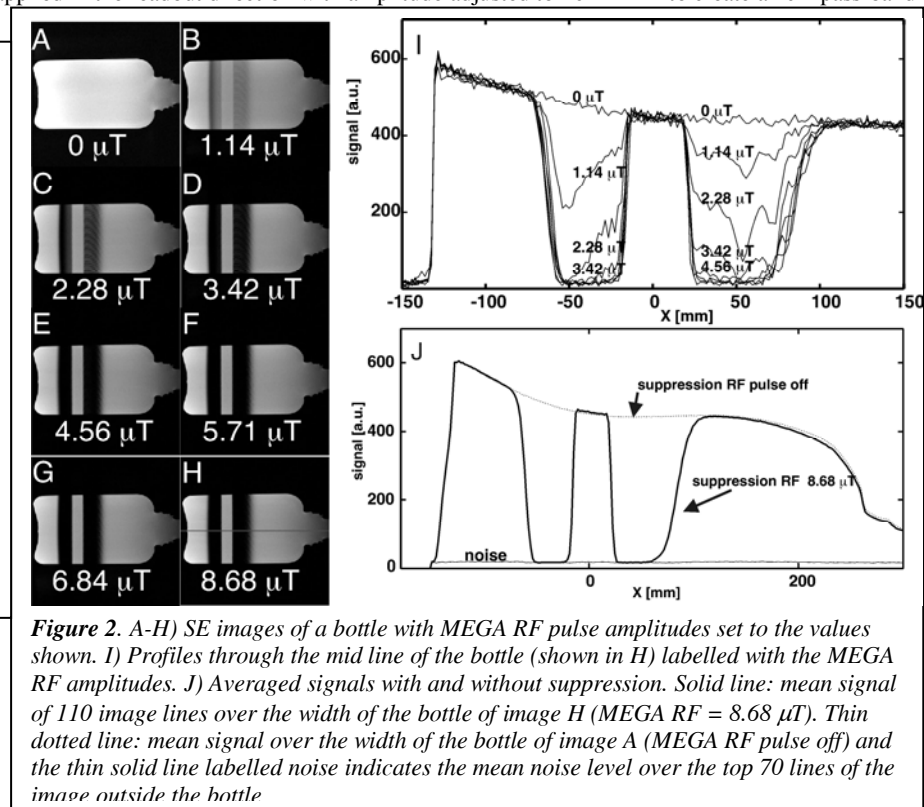 applied in the readout direction with amplitude adjusted to
A
B
0 µT
1.14 µT
C
D
2.28 µT
3.42 µT
E
F
4.56 µT
5.71 µT
G
H
6.84 µT
8.68 µT
I
signal [a.u.]
600
400
200
0 µT
0 µT
1.14 µT
1.14 µT
2.28 µT
2.28 µT
3.42 µT
3.42 µT
4.56 µT
-150
-100
-50
0
50
100
150
X [mm]
J
signal [a.u.]
600
400
200
0
suppression RF pulse off
suppression RF 8.68 µT
noise
0
200
X [mm]
Figure 2. A-H) SE images of a bottle with MEGA RF pulse amplitudes set to the values
shown. I) Profiles through the mid line of the bottle (shown in H) labelled with the MEGA
RF amplitudes. J) Averaged signals with and without suppression. Solid line: mean signal
of 110 image lines over the width of the bottle of image H (MEGA RF = 8.68 µT). Thin
dotted line: mean signal over the width of the bottle of image A (MEGA RF pulse off) and
the thin solid line labelled noise indicates the mean noise level over the top 70 lines of the
image outside the bottle